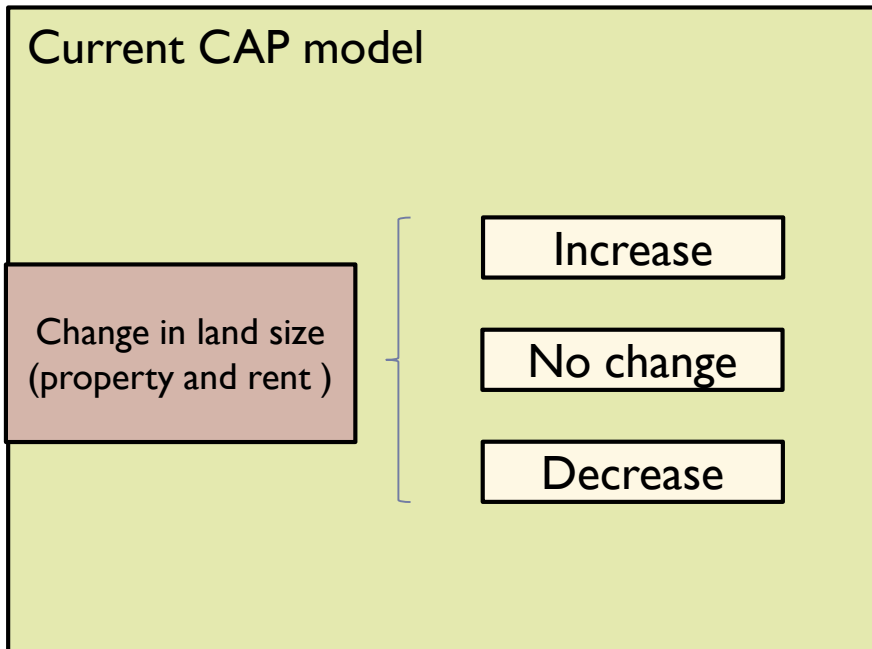 Current CAP model
Increase
Change in land size
(property and rent )
No change
Decrease